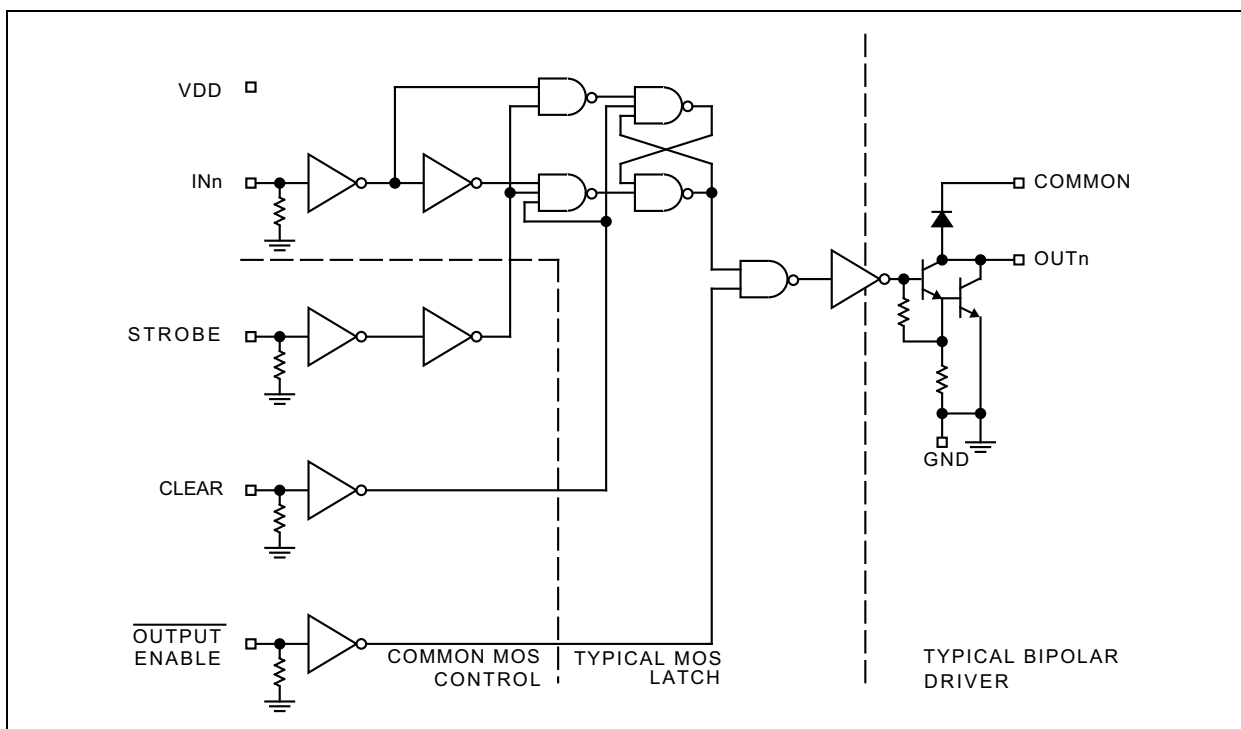 VDD
INn
COMMON
OUTn
STROBE
GND
CLEAR
OUTPUT
ENABLE
COMMON MOS
CONTROL
TYPICAL MOS
LATCH
TYPICAL BIPOLAR
DRIVER